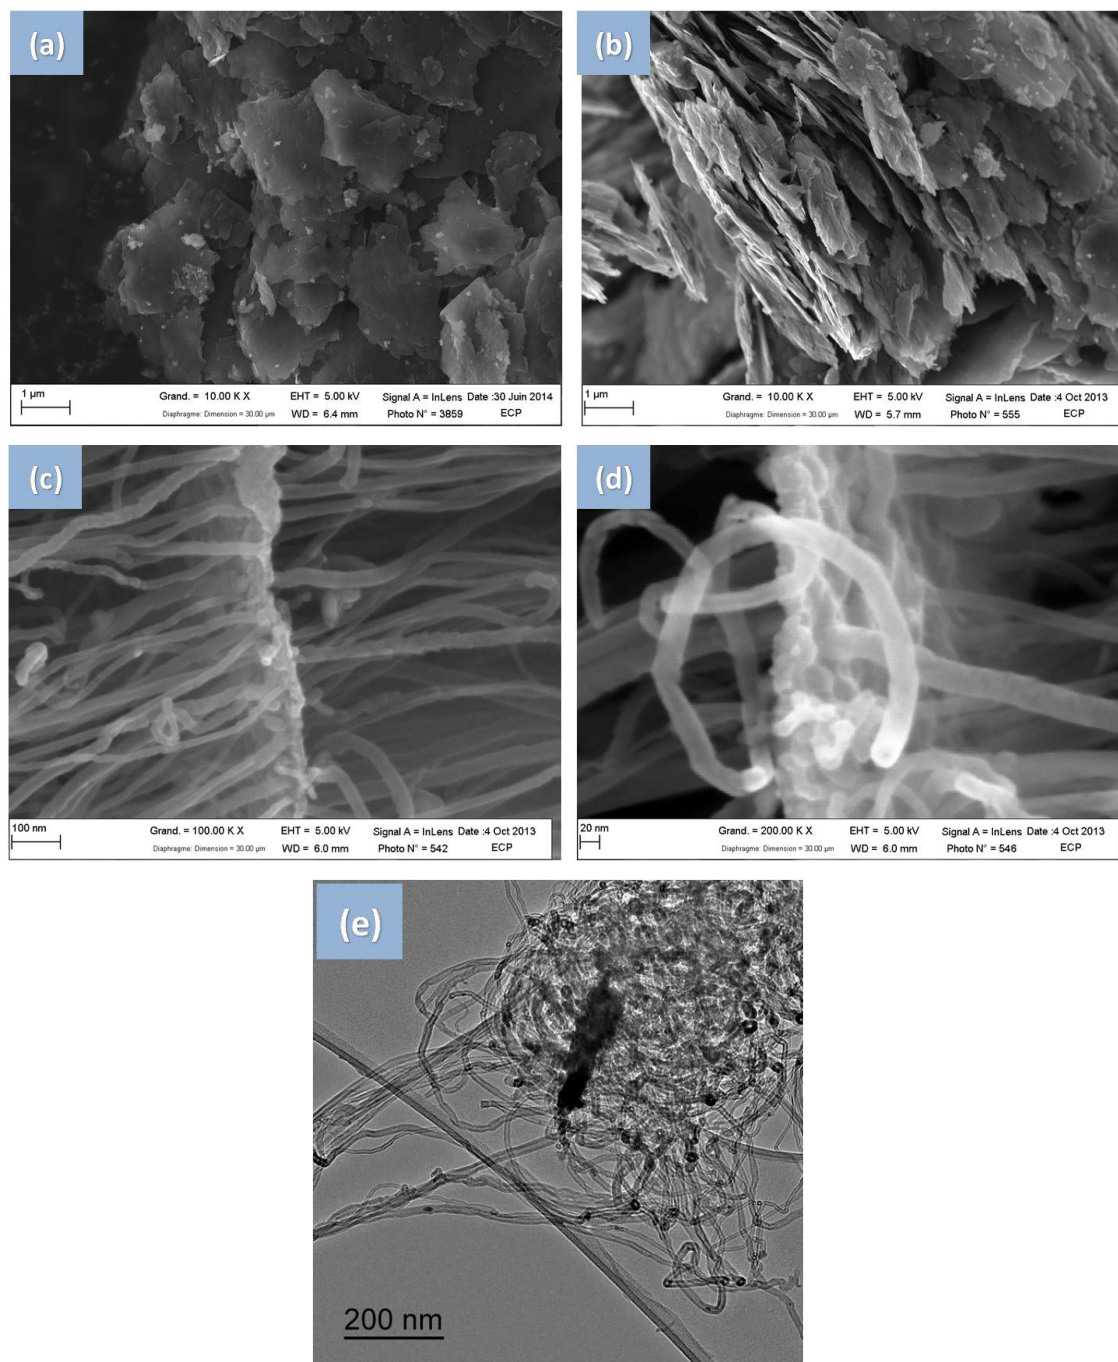 (a)
1 µm
Grand. = 10.00 K X EHT = 5.00 kV Signal A = InLens Date :30 Juin 2014
Diaphragme: Dimension = 30.00 µm WD = 6.4 mm Photo N° = 3859 ECP
(b)
1 µm
Grand. = 10.00 K X EHT = 5.00 kV Signal A = InLens Date :4 Oct 2013
Diaphragme: Dimension = 30.00 µm WD = 5.7 mm Photo N° = 555 ECP
(c)
100 nm
Grand. = 100.00 K X EHT = 5.00 kV Signal A = InLens Date :4 Oct 2013
Diaphragme: Dimension = 30.00 µm WD = 6.0 mm Photo N° = 542 ECP
(d)
20 nm
Grand. = 200.00 K X EHT = 5.00 kV Signal A = InLens Date :4 Oct 2013
Diaphragme: Dimension = 30.00 µm WD = 6.0 mm Photo N° = 546 ECP
(e)
200 nm